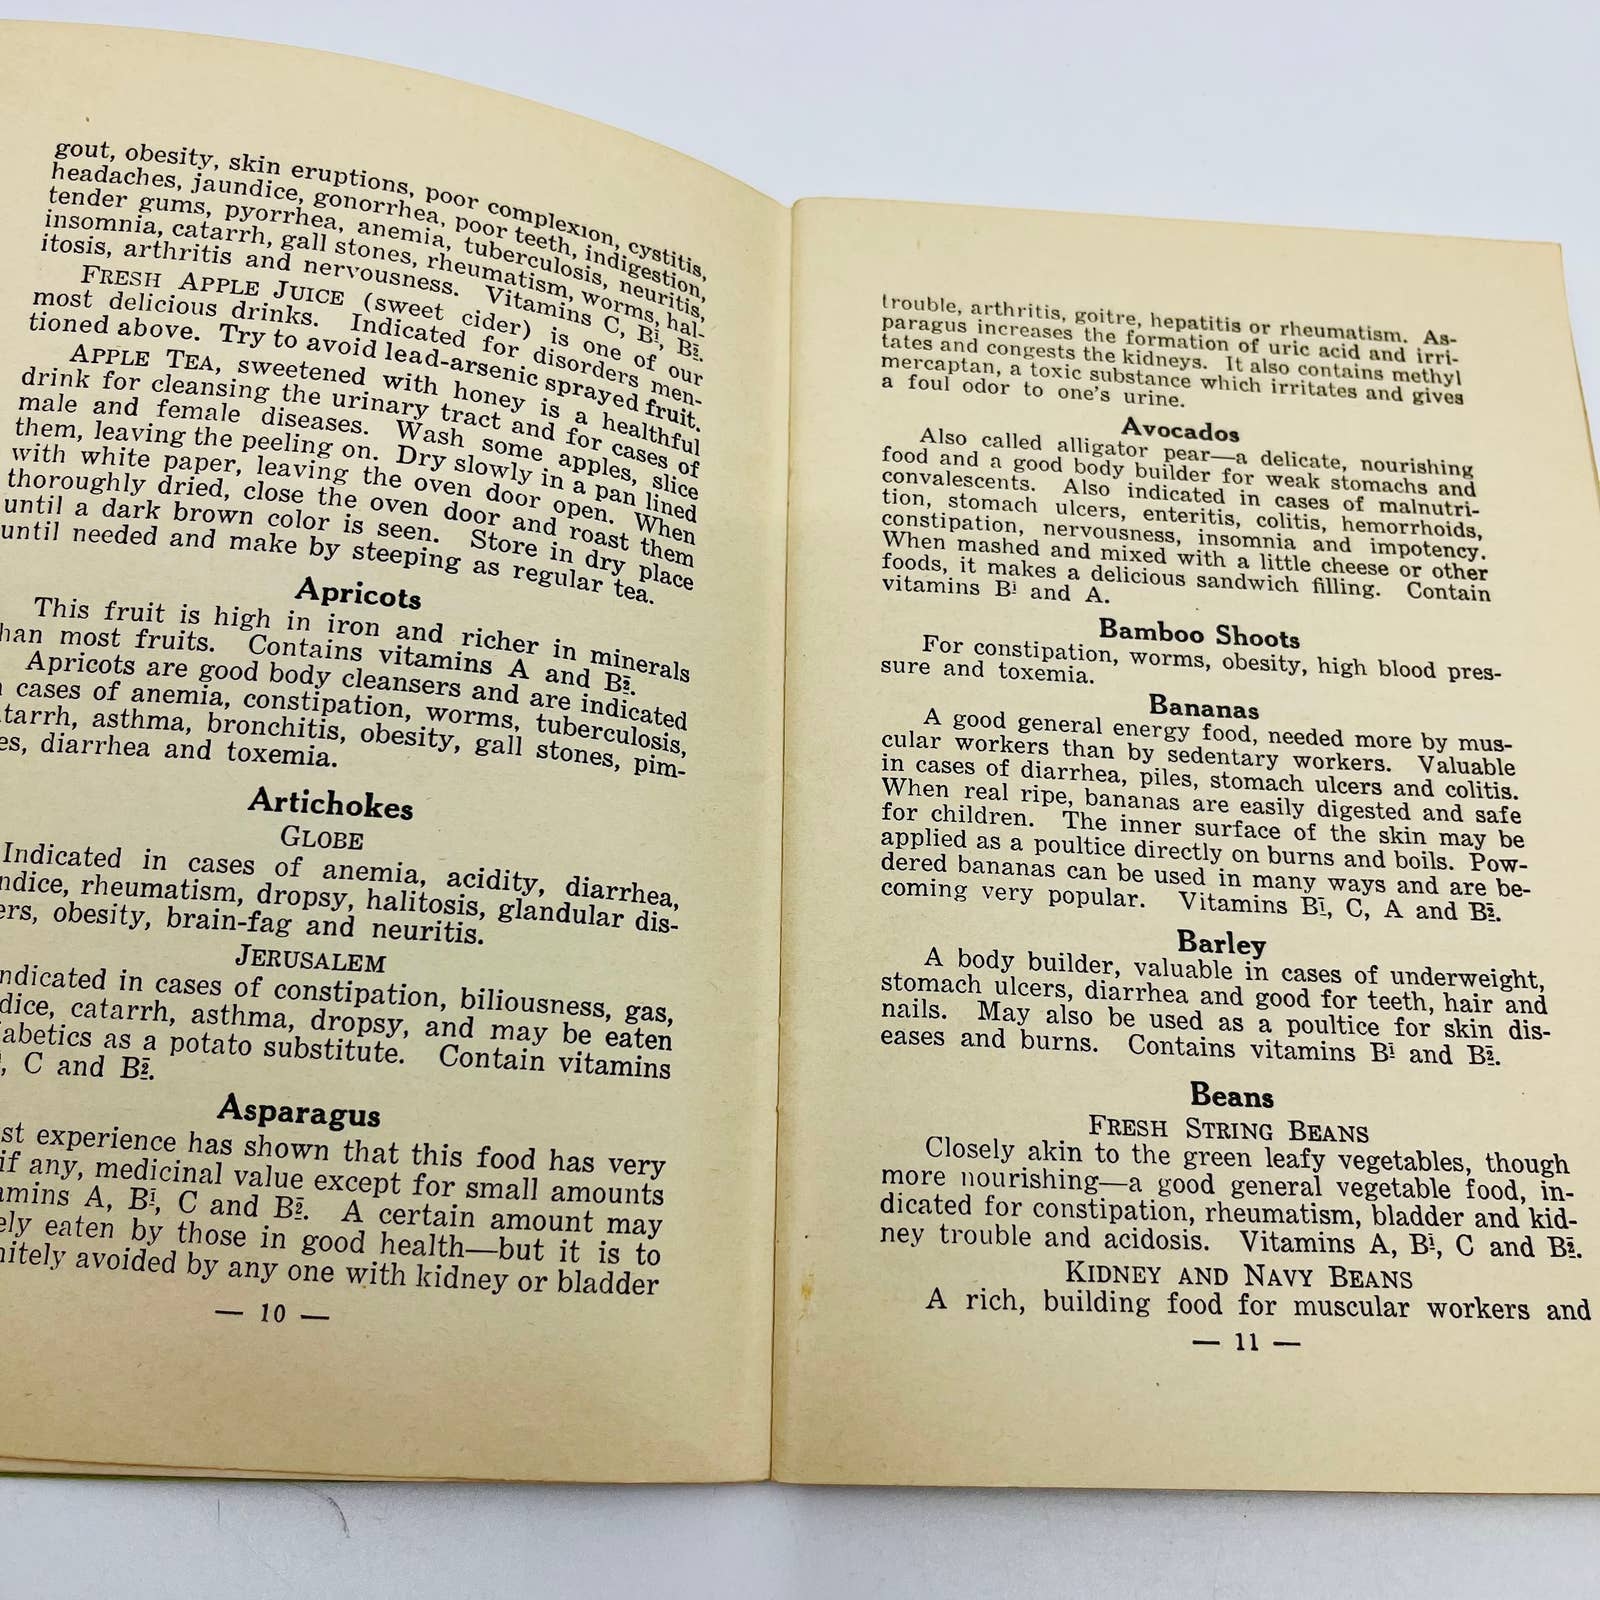 gout, obesity, skin eruptions, poor complexion, cystitis,
headaches, jaundice, gonorrhea, poor teeth, indigestion,
tender gums, pyorrhea, anemia, tuberculosis, neuritis,
insomnia, catarrh, gall stones, rheumatism, worms, hal-
itosis, arthritis and nervousness. Vitamins C, B1, B2.
FRESH APPLE JUICE (sweet cider) is one of our
most delicious drinks. Indicated for disorders men-
tioned above. Try to avoid lead-arsenic sprayed fruit.
APPLE TEA, sweetened with honey is a healthful
drink for cleansing the urinary tract and for cases of
male and female diseases. Wash some apples, slice
them, leaving the peeling on. Dry slowly in a pan lined
with white paper, leaving the oven door open. When
thoroughly dried, close the oven door and roast them
until a dark brown color is seen. Store in dry place
until needed and make by steeping as regular tea.
Apricots
This fruit is high in iron and richer in minerals
han most fruits. Contains vitamins A and B2.
Apricots are good body cleansers and are indicated
cases of anemia, constipation, worms, tuberculosis,
tarrh, asthma, bronchitis, obesity, gall stones, pim-
es, diarrhea and toxemia.
Artichokes
GLOBE
Indicated in cases of anemia, acidity, diarrhea,
ndice, rheumatism, dropsy, halitosis, glandular dis-
ers, obesity, brain-fag and neuritis.
JERUSALEM
ndicated in cases of constipation, biliousness, gas,
dice, catarrh, asthma, dropsy, and may be eaten
abetics as a potato substitute. Contain vitamins
, C and B2.
Asparagus
st experience has shown that this food has very
if any, medicinal value except for small amounts
amins A, B1, C and B2. A certain amount may
ely eaten by those in good health—but it is to
nitely avoided by any one with kidney or bladder
— 10 —
trouble, arthritis, goitre, hepatitis or rheumatism. As-
paragus increases the formation of uric acid and irri-
tates and congests the kidneys. It also contains methyl
mercaptan, a toxic substance which irritates and gives
a foul odor to one's urine.
Avocados
Also called alligator pear—a delicate, nourishing
food and a good body builder for weak stomachs and
convalescents. Also indicated in cases of malnutri-
tion, stomach ulcers, enteritis, colitis, hemorrhoids,
constipation, nervousness, insomnia and impotency.
When mashed and mixed with a little cheese or other
foods, it makes a delicious sandwich filling. Contain
vitamins B1 and A.
Bamboo Shoots
For constipation, worms, obesity, high blood pres-
sure and toxemia.
Bananas
A good general energy food, needed more by mus-
cular workers than by sedentary workers. Valuable
in cases of diarrhea, piles, stomach ulcers and colitis.
When real ripe, bananas are easily digested and safe
for children. The inner surface of the skin may be
applied as a poultice directly on burns and boils. Pow-
dered bananas can be used in many ways and are be-
coming very popular. Vitamins B1, C, A and B2.
Barley
A body builder, valuable in cases of underweight,
stomach ulcers, diarrhea and good for teeth, hair and
nails. May also be used as a poultice for skin dis-
eases and burns. Contains vitamins B1 and B2.
Beans
FRESH STRING BEANS
Closely akin to the green leafy vegetables, though
more nourishing—a good general vegetable food, in-
dicated for constipation, rheumatism, bladder and kid-
ney trouble and acidosis. Vitamins A, B1, C and B2.
KIDNEY AND NAVY BEANS
A rich, building food for muscular workers and
— 11 —